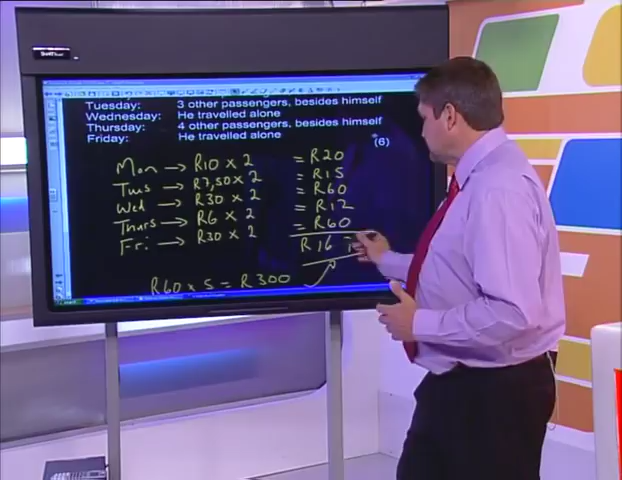 Tuesday: 3 other passengers, besides himself
Wednesday: He travelled alone
Thursday: 4 other passengers, besides himself
Friday: He travelled alone
(6)
Mon → R10 x 2 = R20
Tues → R7,50 x 2 = R15
Wed → R30 x 2 = R60
Thurs → R6 x 2 = R12
Fri → R30 x 2 = R60
R16
R60 x 5 = R300